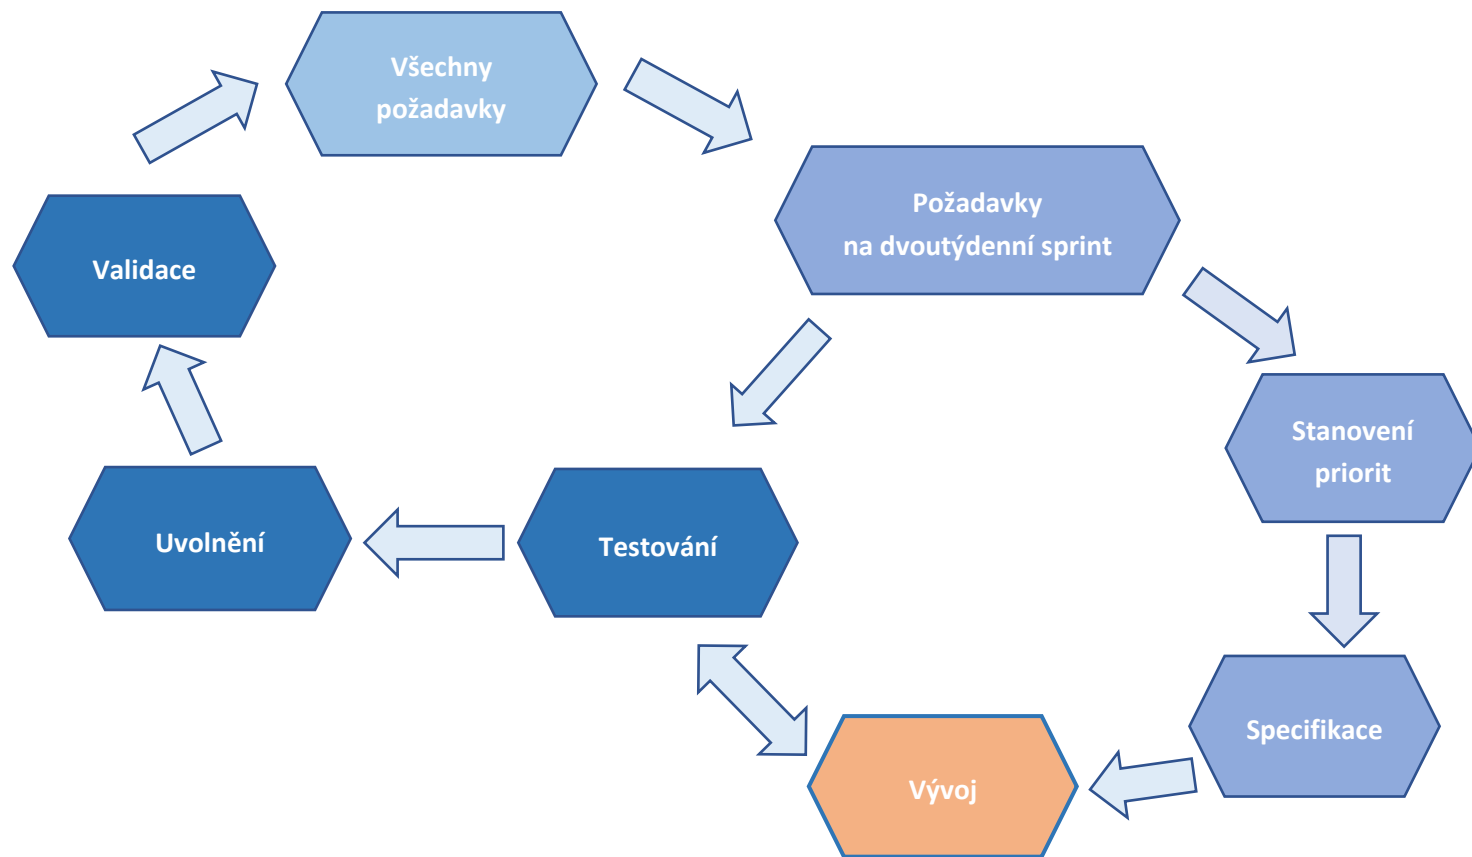 Všechny
požadavky
Požadavky
na dvoutýdenní sprint
Validace
Stanovení
priorit
Uvolnění
Testování
Specifikace
Vývoj